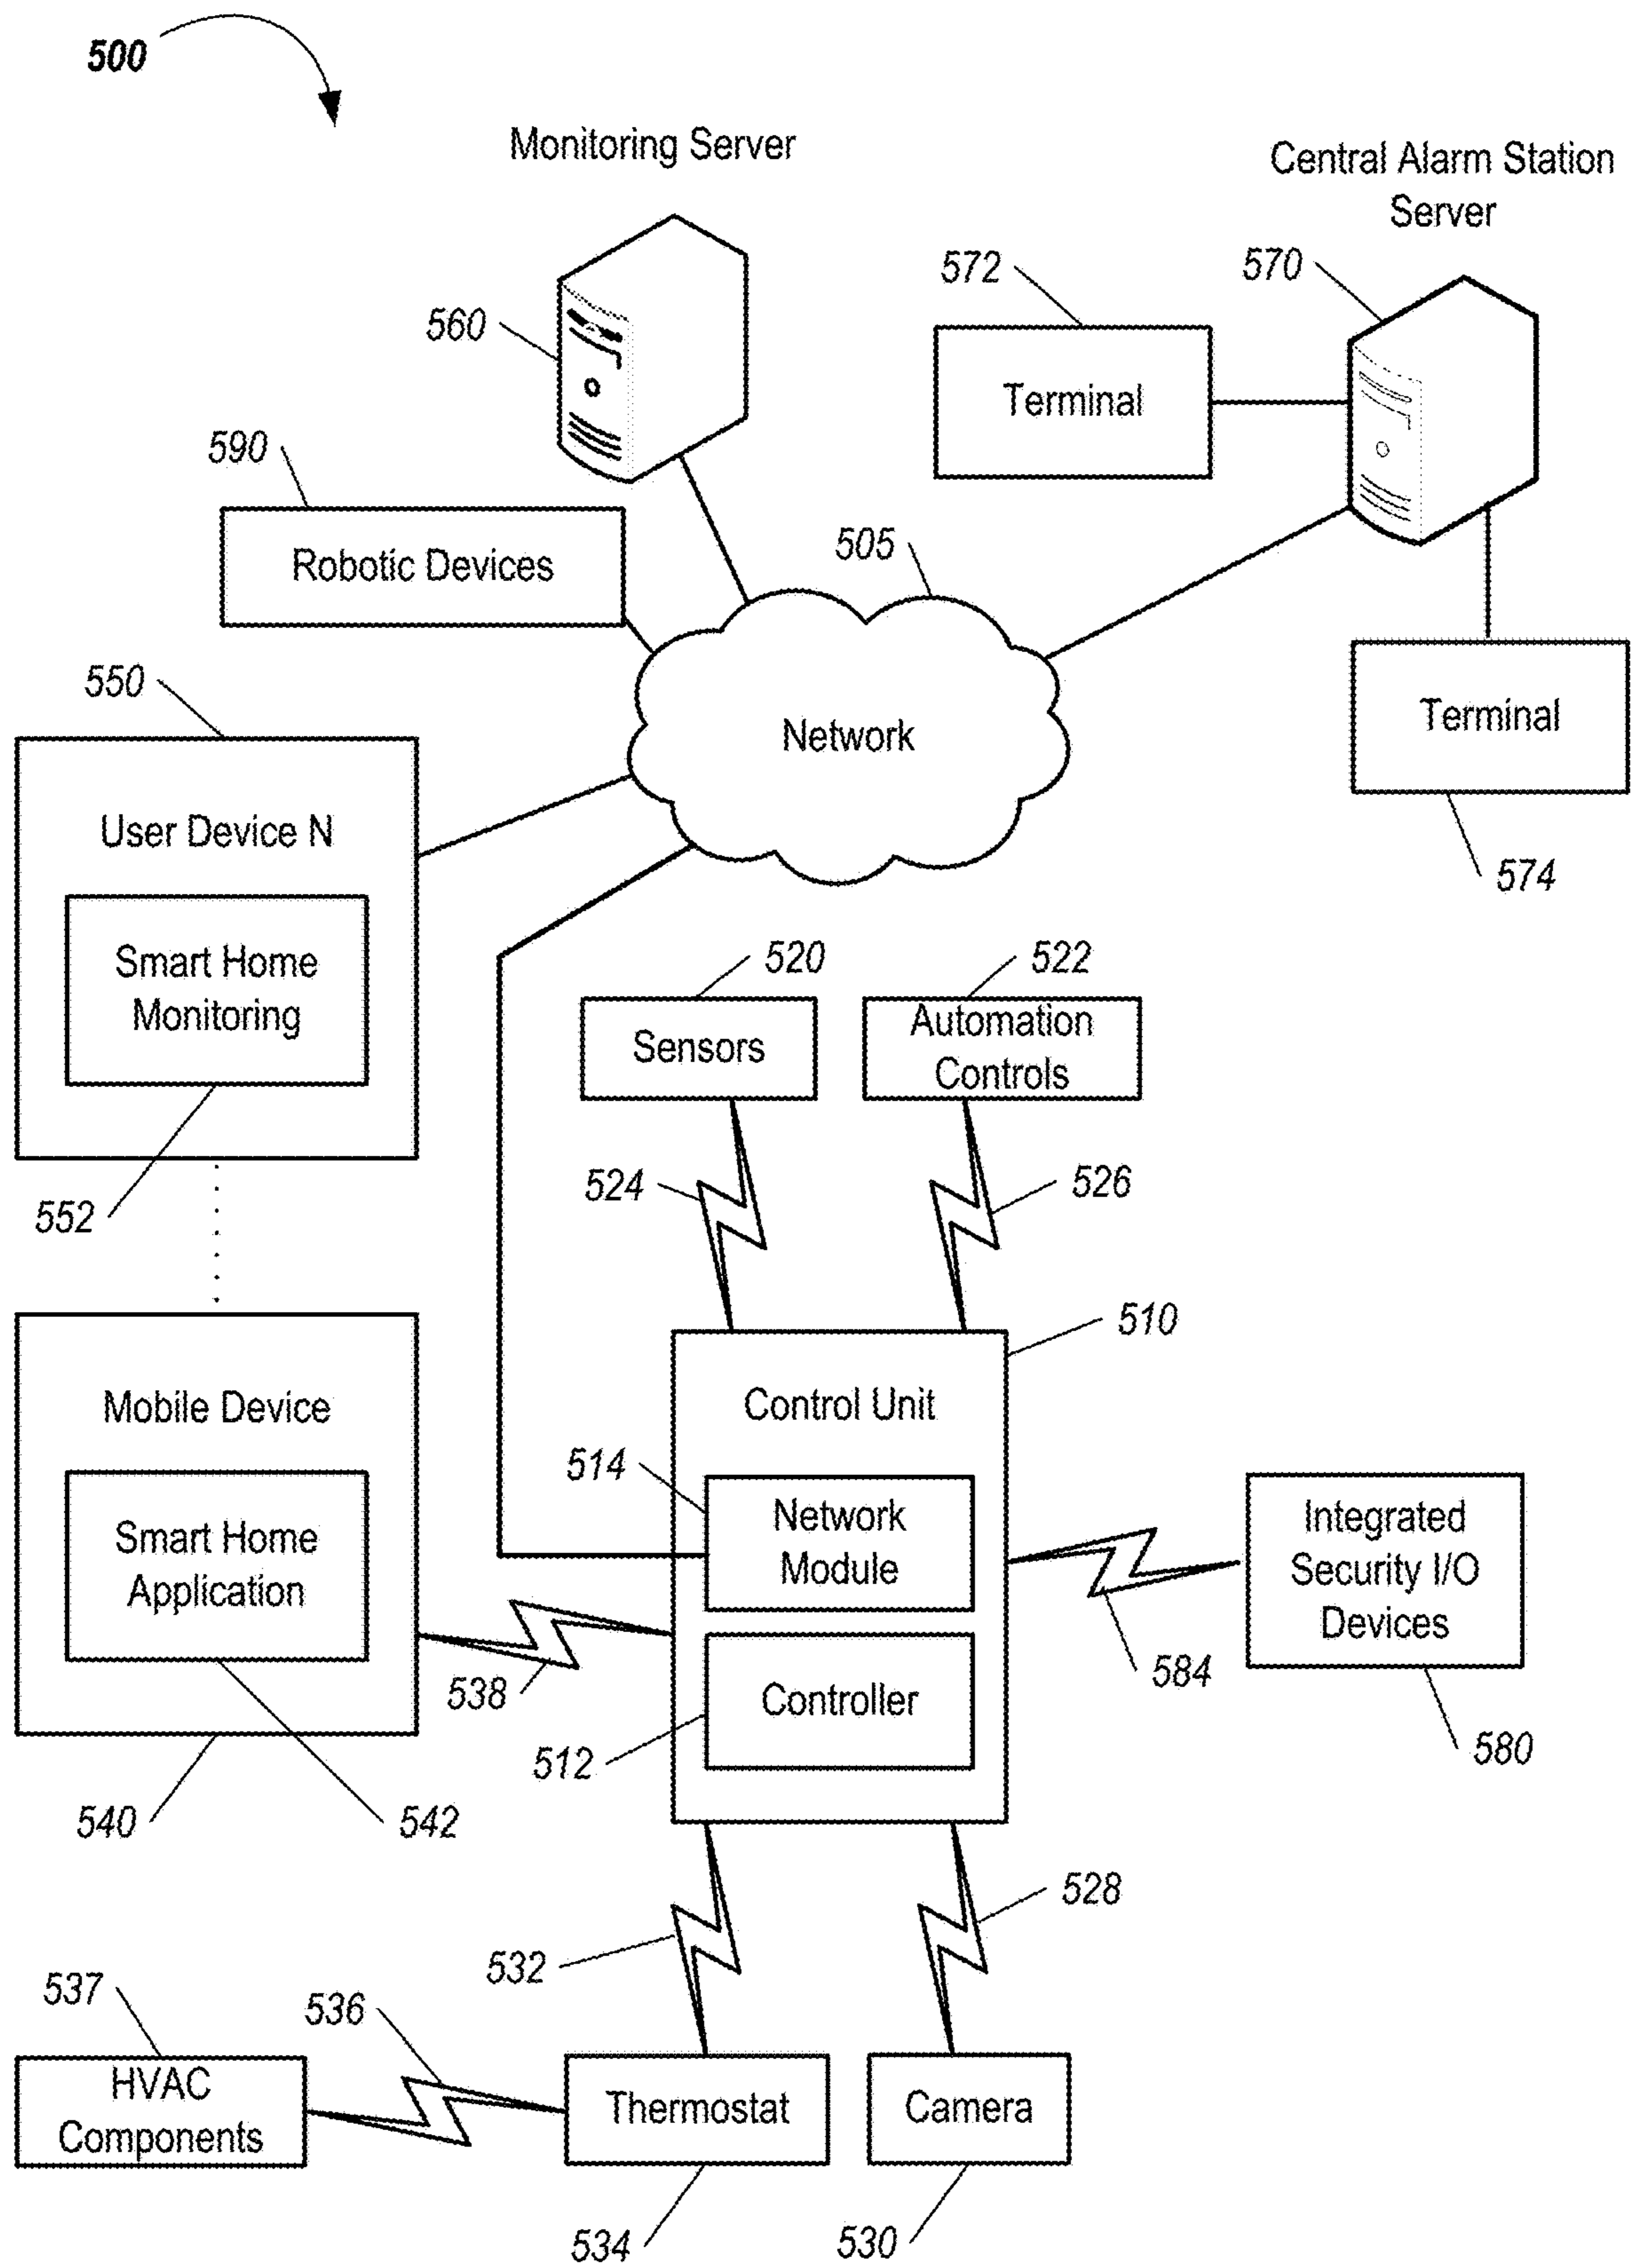 500
Monitoring Server
Central Alarm Station
Server
572
570
560
Terminal
590
Robotic Devices
505
550
Network
Terminal
574
User Device N
Smart Home
Monitoring
552
520
522
Sensors
Automation
Controls
524
526
510
Mobile Device
Smart Home
Application
540
542
538
Control Unit
514
Network
Module
Controller
512
Integrated
Security I/O
Devices
584
580
532
528
537
536
HVAC
Components
Thermostat
Camera
534
530